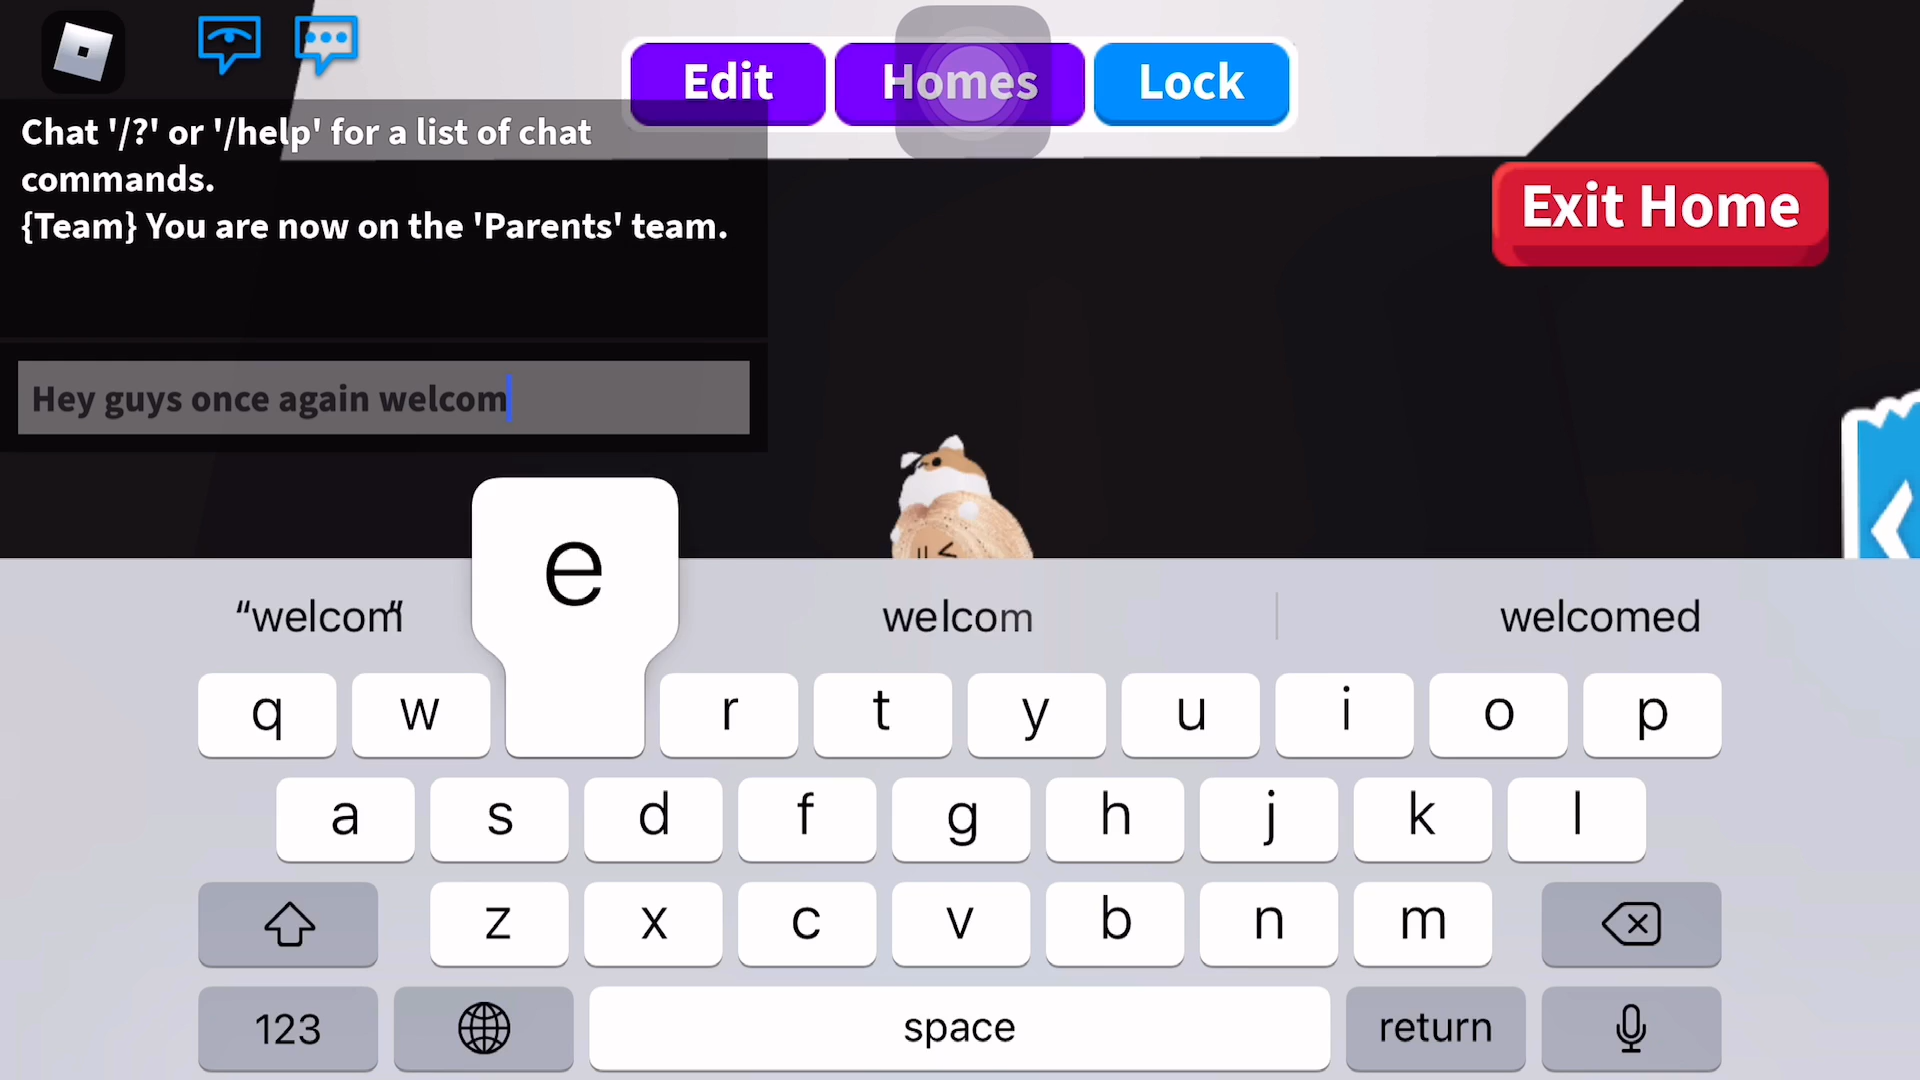 Edit Homes Lock
Chat '/?' or '/help' for a list of chat
commands.
{Team} You are now on the 'Parents' team.
Exit Home
Hey guys once again welcom
e
“welcom“ welcom welcomed
q w r t y u i o p
a s d f g h j k l
z x c v b n m
123 space return